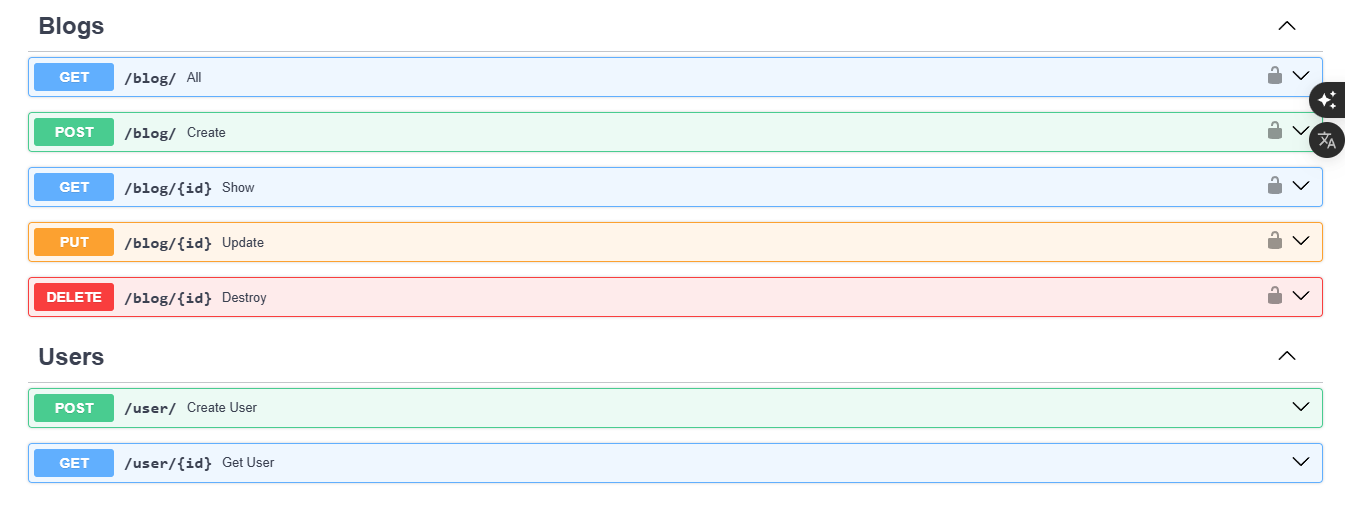 Blogs
GET /blog/ All
POST /blog/ Create
GET /blog/{id} Show
PUT /blog/{id} Update
DELETE /blog/{id} Destroy
Users
POST /user/ Create User
GET /user/{id} Get User